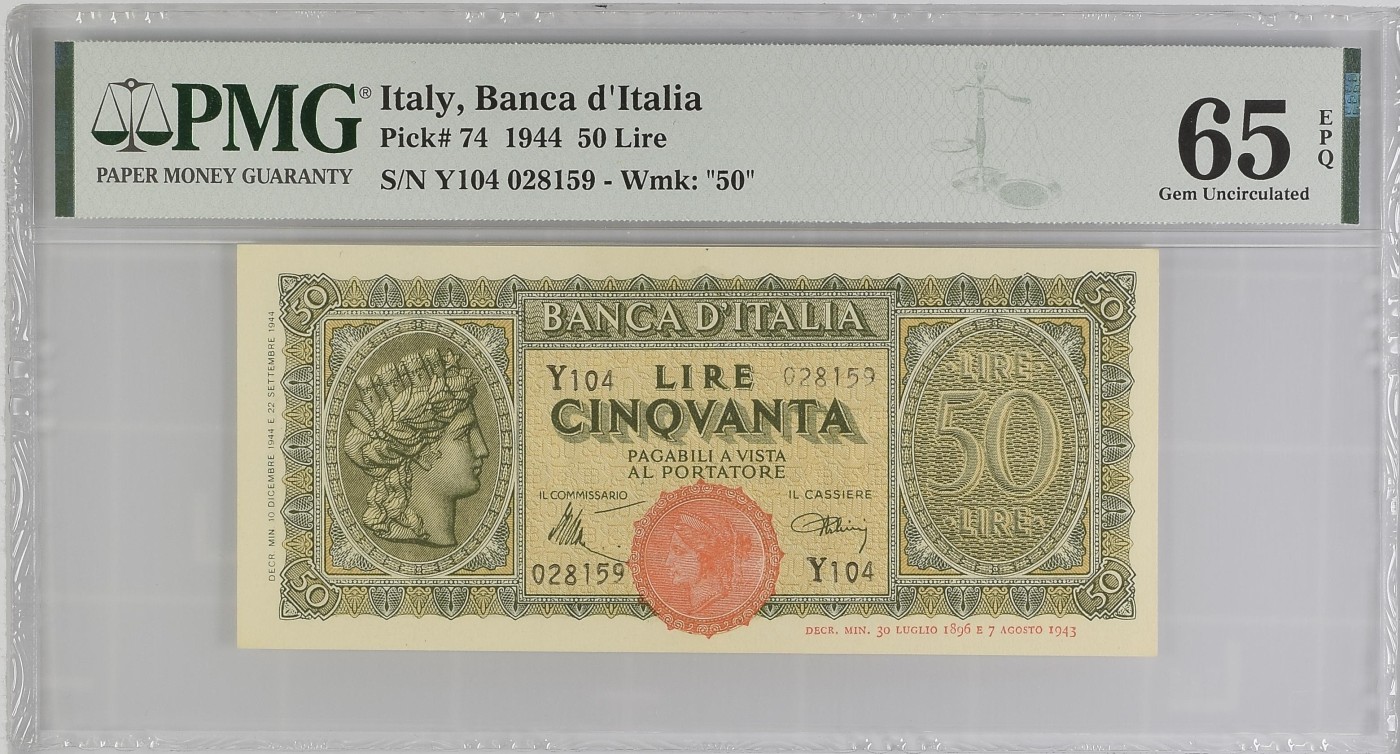 PMG®
PAPER MONEY GUARANTY
Italy, Banca d'Italia
Pick# 74 1944 50 Lire
S/N Y104 028159 - Wmk: "50"
65
EPQ
Gem Uncirculated
50
50
BANCA D'ITALIA
Y104 LIRE 028159
CINQVANTA
PAGABILI A VISTA
AL PORTATORE
IL COMMISSARIO
IL CASSIERE
028159
Y104
LIRE
50
LIRE
50
50
DECR. MIN. 10 DICEMBRE 1944 E 22 SETTEMBRE 1944
DECR. MIN. 30 LUGLIO 1896 E 7 AGOSTO 1943